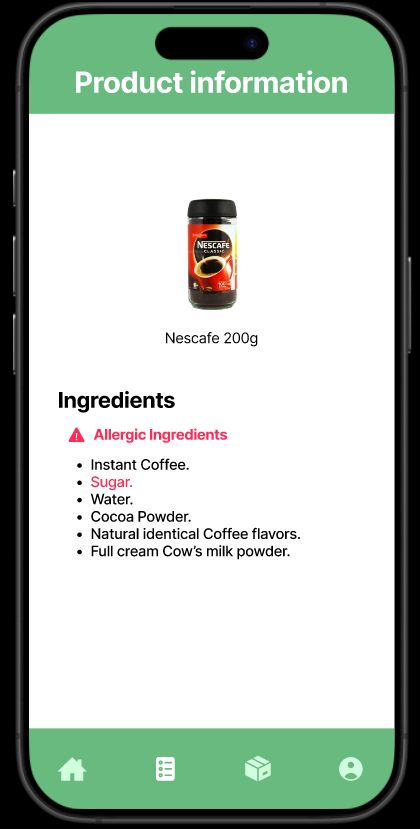 Product information
NESCAFÉ
CLASSIC
Nescafe 200g
Ingredients
Allergic Ingredients
Instant Coffee.
Sugar.
Water.
Cocoa Powder.
Natural identical Coffee flavors.
Full cream Cow’s milk powder.